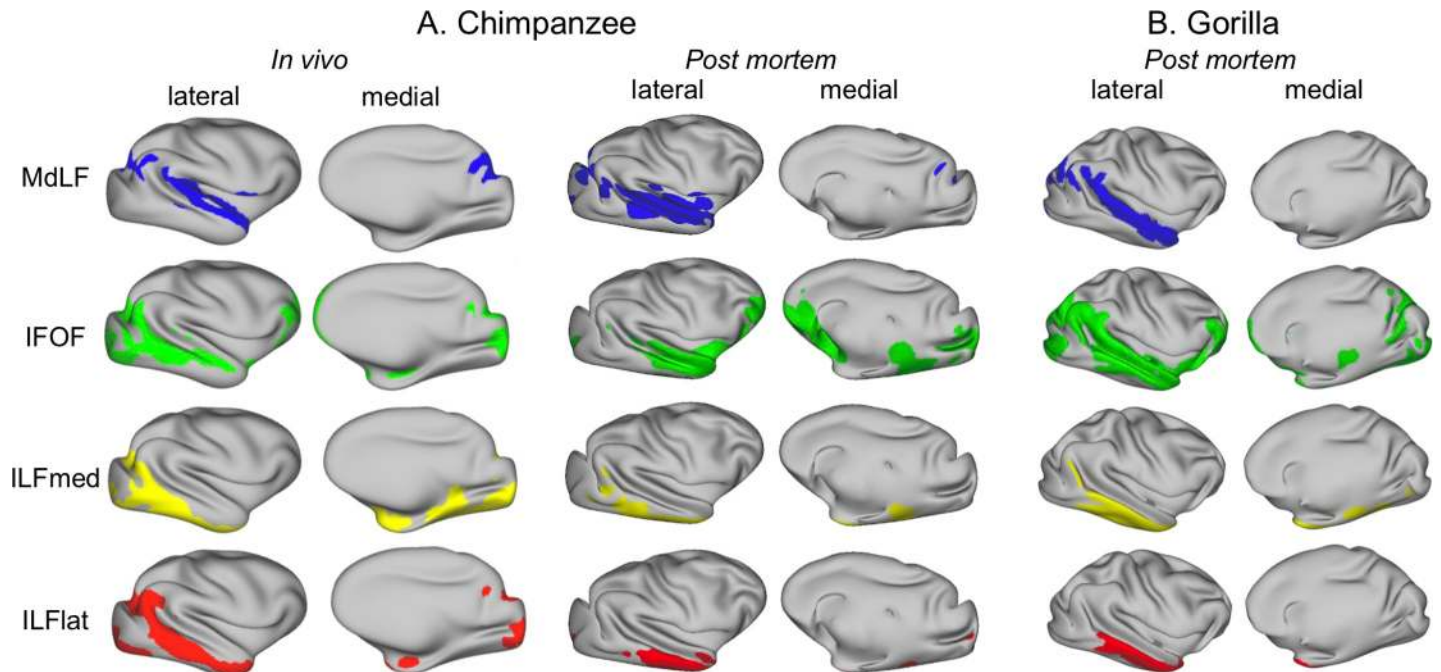 A. Chimpanzee
B. Gorilla
In vivo
Post mortem
Post mortem
lateral
medial
lateral
medial
lateral
medial
MdLF
IFOF
ILFmed
ILFlat